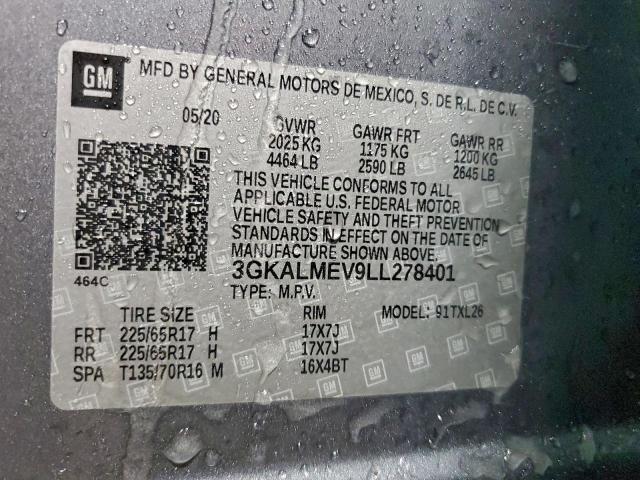 GM
MFD BY GENERAL MOTORS DE MEXICO, S. DE R.L. DE C.V.
05/20
GVWR GAWR FRT GAWR RR
2025 KG 1175 KG 1200 KG
4464 LB 2590 LB 2645 LB
THIS VEHICLE CONFORMS TO ALL
APPLICABLE U.S. FEDERAL MOTOR
VEHICLE SAFETY AND THEFT PREVENTION
STANDARDS IN EFFECT ON THE DATE OF
MANUFACTURE SHOWN ABOVE.
3GKALMEV9LL278401
464C
TYPE: M.P.V.
TIRE SIZE RIM MODEL: 91TXL26
FRT 225/65R17 H 17X7J
RR 225/65R17 H 17X7J
SPA T135/70R16 M 16X4BT